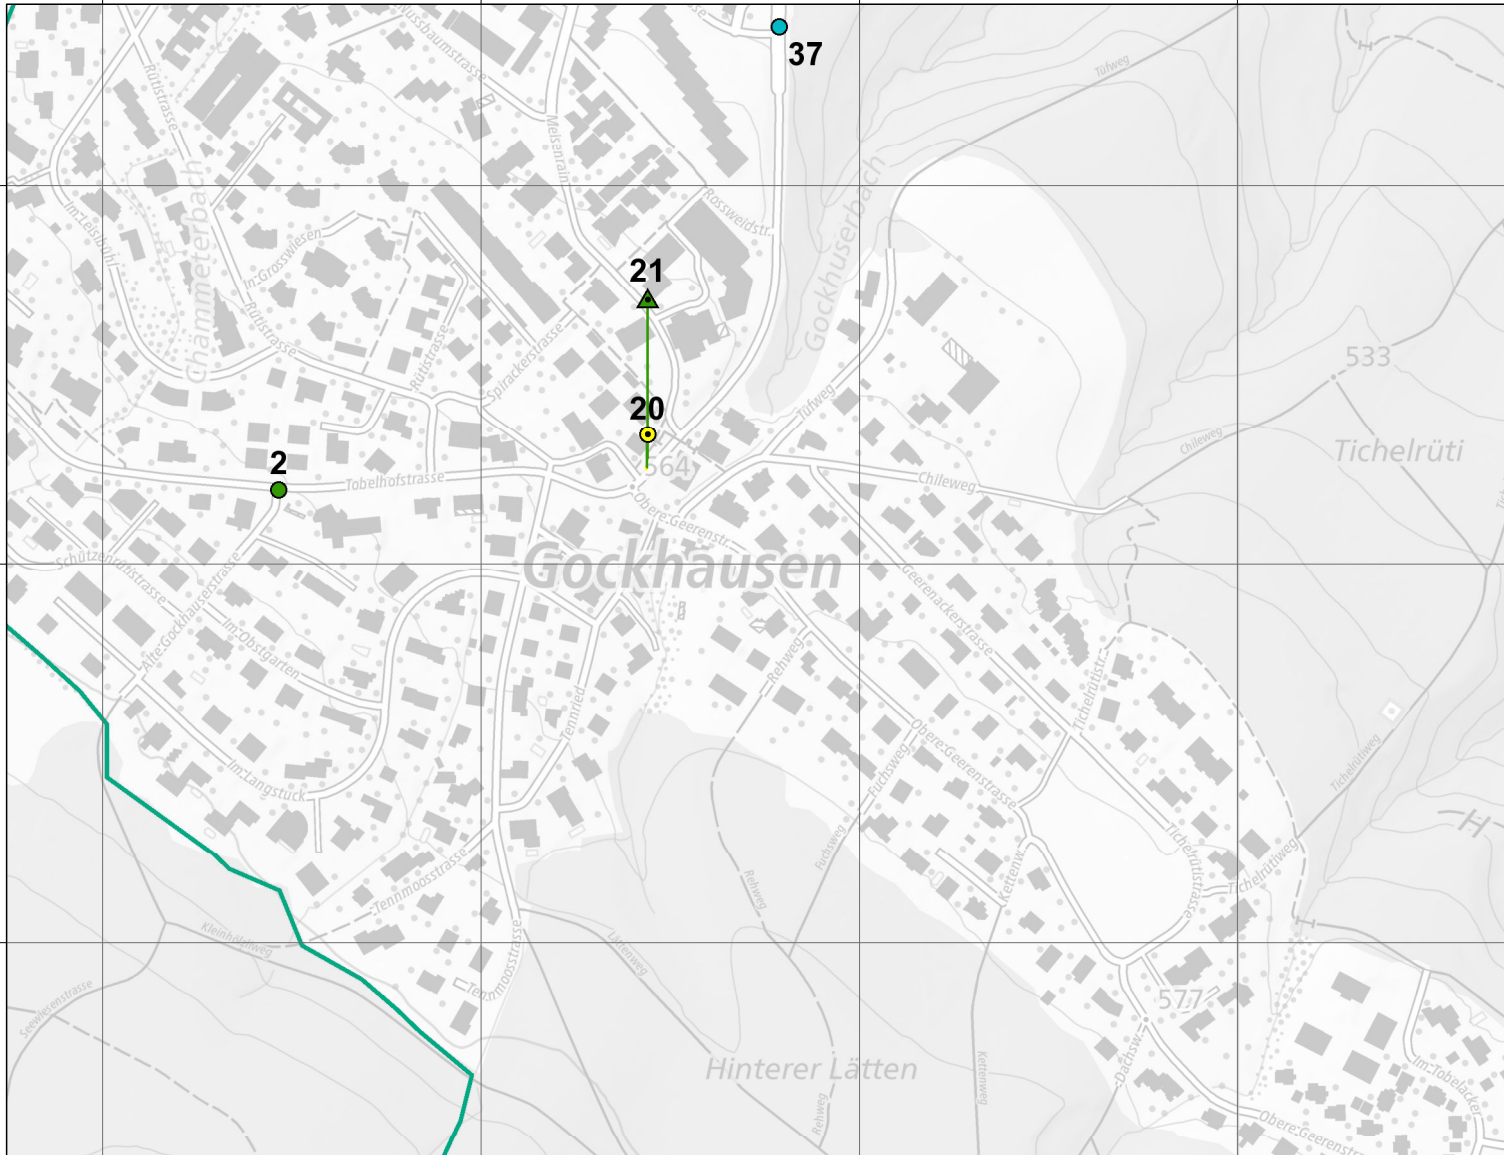 Nussbaumstrasse
37
Tüfweg
Rütistrasse
Meisenrain
Chammeterbach
Im Leisibühl
Rossweidstr.
Gockhuserbach
In Grosswiesen
21
Rütistrasse
Rütistrasse
Spirackerstrasse
533
Tüfweg
20
Tichelrüti
Chileweg
2
564
Tobelhofstrasse
Chileweg
Obere Geerenstr.
Schützenrütistrasse
Gockhausen
Alte Gockhauserstrasse
Geerenackerstrasse
Im Obstgarten
Rehweg
Tichelrütistr.
Tennried
Obere Geerenstrasse
Fuchsweg
Tichelrütiweg
Im Langstuck
Fuchsweg
Tichelrütistrasse
Tichelrütiweg
Kettenw.
Tennmoosstrasse
Rehweg
Kleinhölzliweg
Lättenweg
Tennmoosstrasse
577
Seewiesenstrasse
Hinterer Lätten
Kettenweg
Dachsw.
Im Tobelacker
Rehweg
Obere Geerenstr